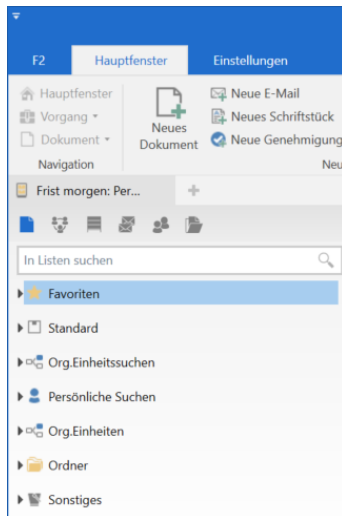 F2 Hauptfenster Einstellungen
Hauptfenster
Vorgang
Dokument
Navigation
Neues
Dokument
Neue E-Mail
Neues Schriftstück
Neue Genehmigung
Neu
Frist morgen: Per...
In Listen suchen
Favoriten
Standard
Org.Einheitssuchen
Persönliche Suchen
Org.Einheiten
Ordner
Sonstiges